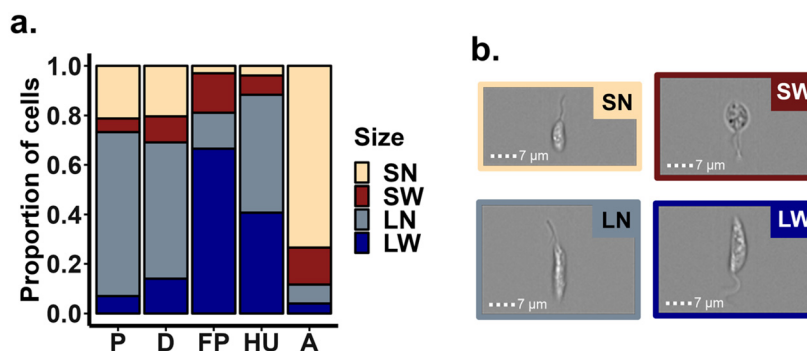 a.
Proportion of cells
1.0
0.8
0.6
0.4
0.2
0.0
P D FP HU A
Size
SN
SW
LN
LW
b.
SN
7 μm
SW
7 μm
LN
7 μm
LW
7 μm